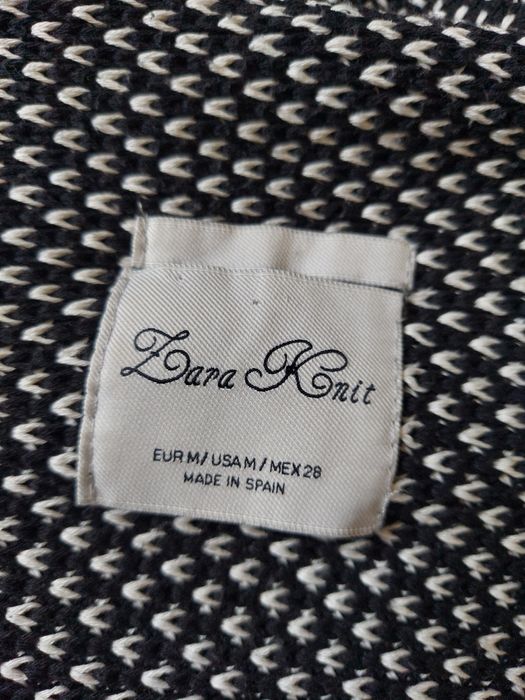 Zara Knit
EUR M / USA M / MEX 28
MADE IN SPAIN